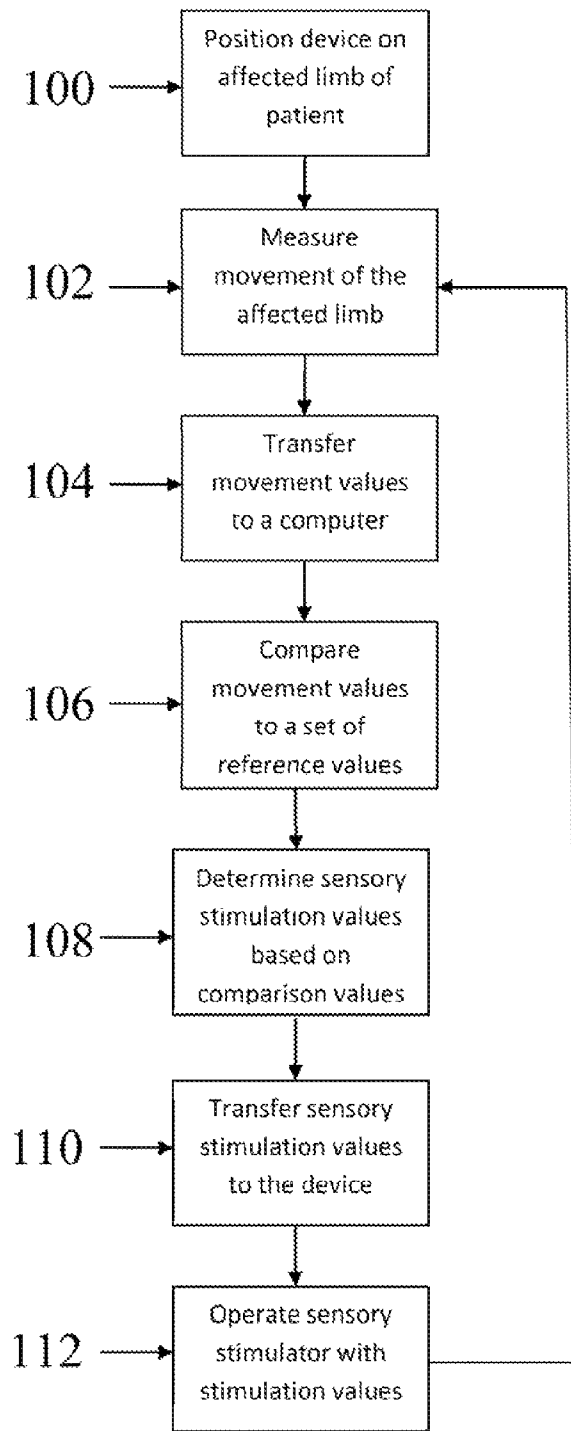 Position device on
100
affected limb of
patient
Measure
102
movement of the
affected limb
Transfer
104
movement values
to a computer
Compare
movement values
106
to a set of
reference values
Determine sensory
stimulation values
108
based on
comparison values
Transfer sensory
110
stimulation values
to the device
Operate sensory
112
stimulator with
stimulation values